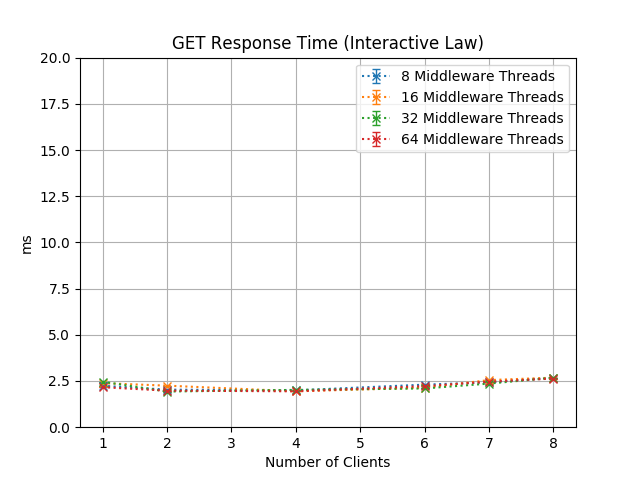 GET Response Time (Interactive Law)
8 Middleware Threads
16 Middleware Threads
32 Middleware Threads
64 Middleware Threads
20.0
17.5
15.0
12.5
10.0
7.5
5.0
2.5
0.0
ms
1 2 3 4 5 6 7 8
Number of Clients